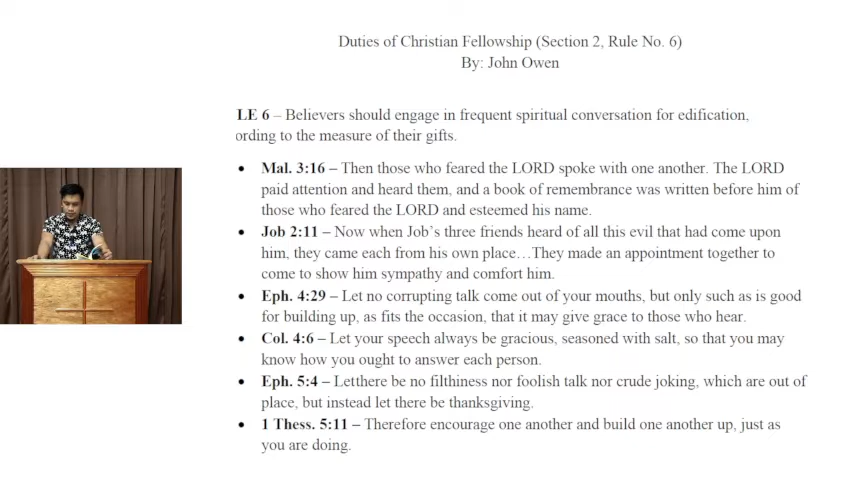 Duties of Christian Fellowship (Section 2, Rule No. 6)
By: John Owen
LE 6 – Believers should engage in frequent spiritual conversation for edification,
ording to the measure of their gifts.
• Mal. 3:16 – Then those who feared the LORD spoke with one another. The LORD
paid attention and heard them, and a book of remembrance was written before him of
those who feared the LORD and esteemed his name.
• Job 2:11 – Now when Job's three friends heard of all this evil that had come upon
him, they came each from his own place…They made an appointment together to
come to show him sympathy and comfort him.
• Eph. 4:29 – Let no corrupting talk come out of your mouths, but only such as is good
for building up, as fits the occasion, that it may give grace to those who hear.
• Col. 4:6 – Let your speech always be gracious, seasoned with salt, so that you may
know how you ought to answer each person.
• Eph. 5:4 – Letthere be no filthiness nor foolish talk nor crude joking, which are out of
place, but instead let there be thanksgiving.
• 1 Thess. 5:11 – Therefore encourage one another and build one another up, just as
you are doing.